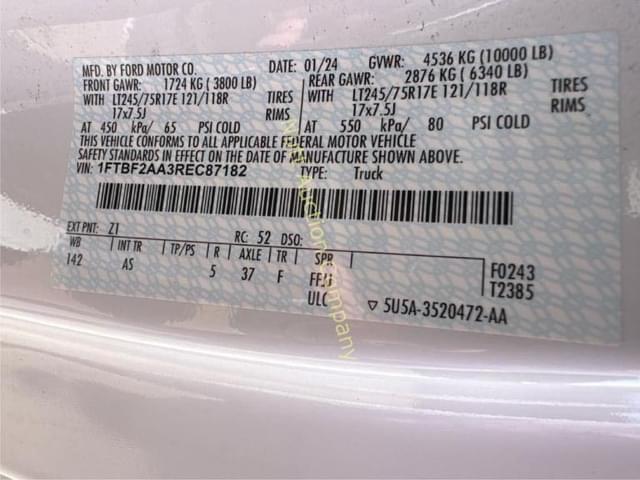 MFD. BY FORD MOTOR CO. DATE: 01/24 GVWR: 4536 KG (10000 LB)
FRONT GAWR: 1724 KG (3800 LB) REAR GAWR: 2876 KG (6340 LB)
WITH LT245/75R17E 121/118R TIRES WITH LT245/75R17E 121/118R TIRES
17x7.5J RIMS 17x7.5J RIMS
AT 450 kPa/ 65 PSI COLD AT 550 kPa/ 80 PSI COLD
THIS VEHICLE CONFORMS TO ALL APPLICABLE FEDERAL MOTOR VEHICLE
SAFETY STANDARDS IN EFFECT ON THE DATE OF MANUFACTURE SHOWN ABOVE.
VIN: 1FTBF2AA3REC87182 TYPE: Truck
EXT PNT: Z1 RC: 52 DSO:
WB INT TR TP/PS R AXLE TR SPR
142 AS 5 37 F FFJJ
ULC
F0243
T2385
▽ 5U5A-3520472-AA
Auction Company